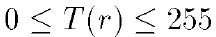 0 ≤ T(r) ≤ 255